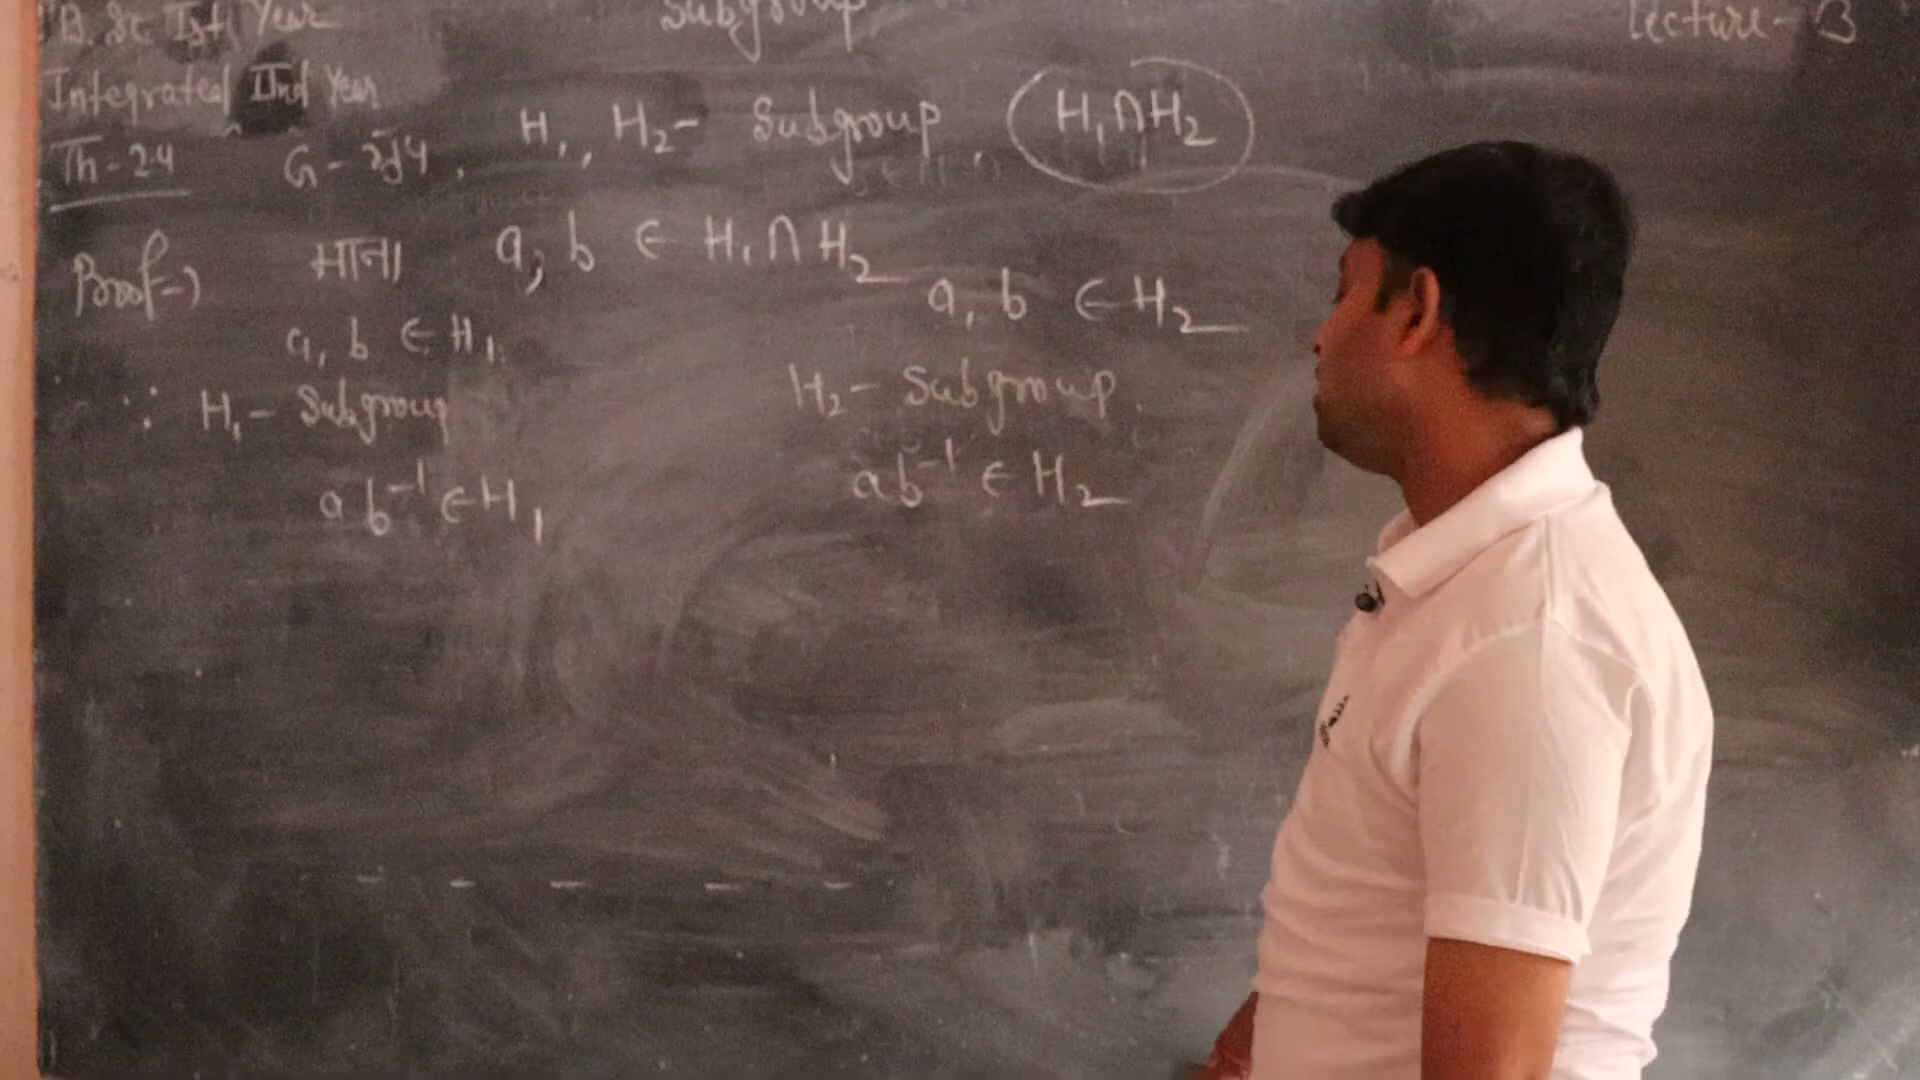 B. Sc. Ist Year Subgroup Lecture - 3
Integrated IInd Year
Th - 2.4 G - समूह . H₁, H₂ - Subgroup , H₁∩H₂
Proof → माना a, b ∈ H₁∩H₂
a, b ∈ H₁ a, b ∈ H₂
∵ H₁ - Subgroup H₂ - Subgroup.
ab⁻¹ ∈ H₁ ab⁻¹ ∈ H₂